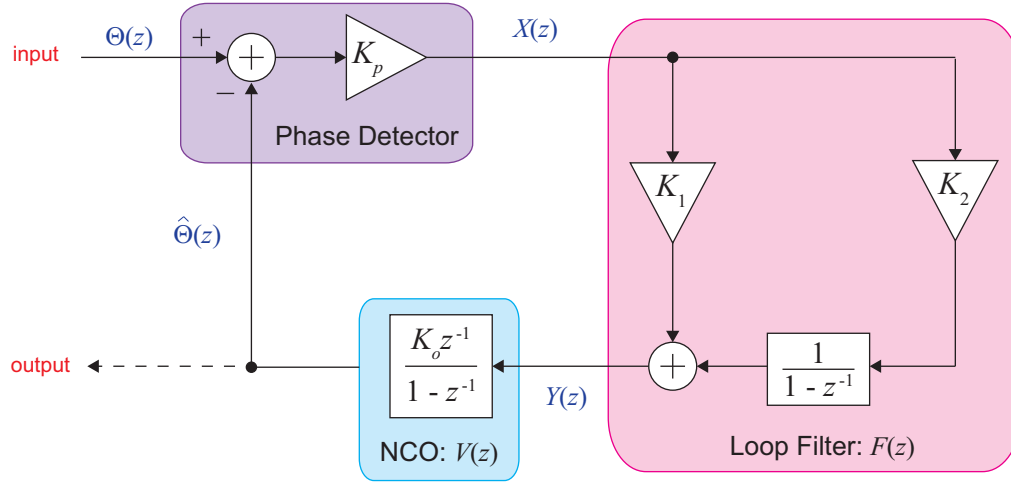 input
Θ(z)
+
−
+
K_p
Phase Detector
X(z)
K_1
K_2
Θ̂(z)
output
K_o z^-1
1 - z^-1
NCO: V(z)
Y(z)
+
1
1 - z^-1
Loop Filter: F(z)